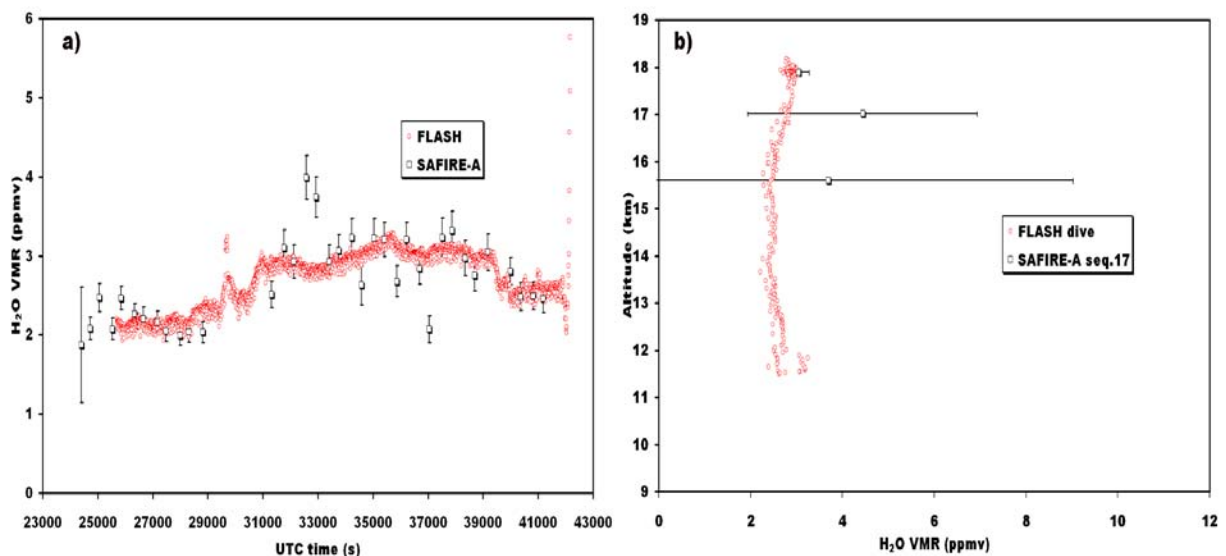 a)
H2O VMR (ppmv)
6
5
4
3
2
1
0
FLASH
SAFIRE-A
23000 25000 27000 29000 31000 33000 35000 37000 39000 41000 43000
UTC time (s)
b)
Altitude (km)
19
18
17
16
15
14
13
12
11
10
9
FLASH dive
SAFIRE-A seq.17
0 2 4 6 8 10 12
H2O VMR (ppmv)